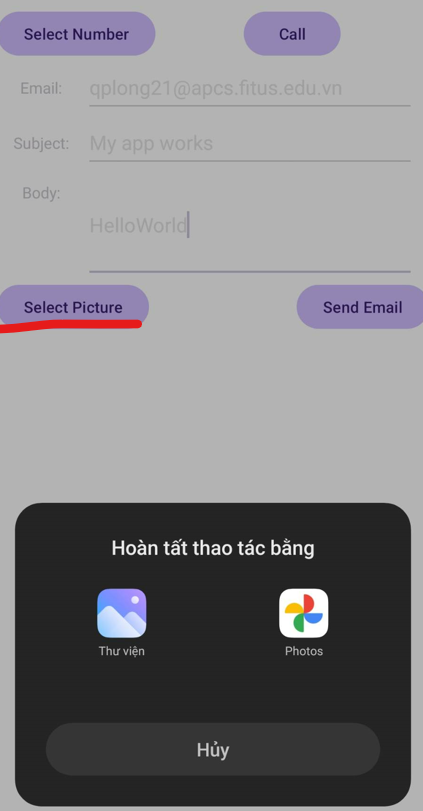 Select Number
Call
Email: qplong21@apcs.fitus.edu.vn
Subject: My app works
Body:
HelloWorld
Select Picture
Send Email
Hoàn tất thao tác bằng
Thư viện
Photos
Hủy